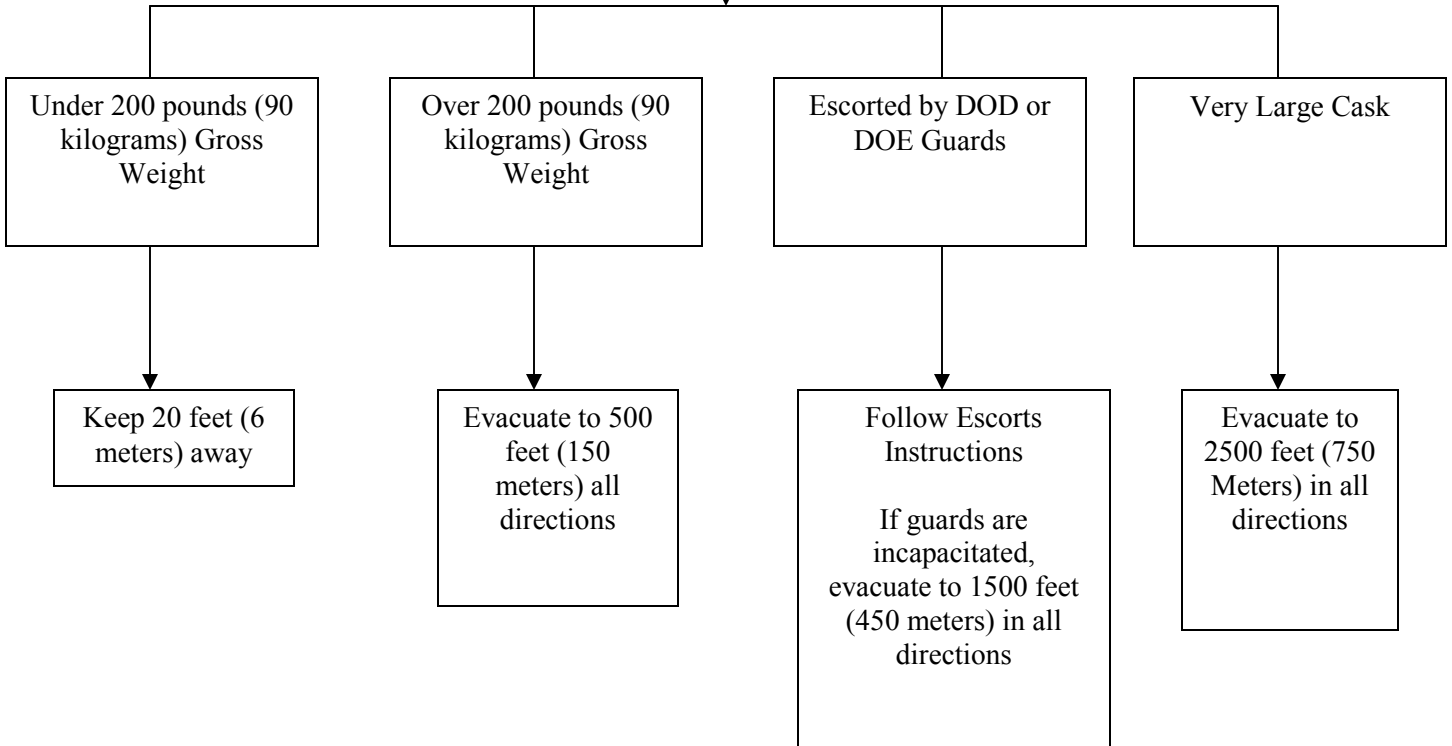 Under 200 pounds (90
kilograms) Gross
Weight
Over 200 pounds (90
kilograms) Gross
Weight
Escorted by DOD or
DOE Guards
Very Large Cask
Keep 20 feet (6
meters) away
Evacuate to 500
feet (150
meters) all
directions
Follow Escorts
Instructions
If guards are
incapacitated,
evacuate to 1500 feet
(450 meters) in all
directions
Evacuate to
2500 feet (750
Meters) in all
directions